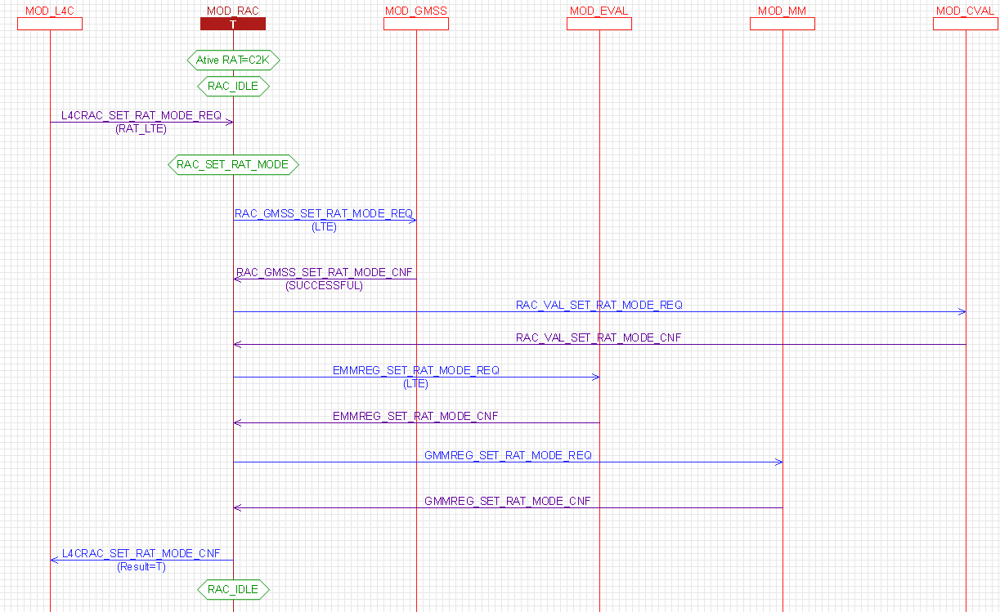 MOD_L4C
MOD_RAC
MOD_GMSS
MOD_EVAL
MOD_MM
MOD_CVAL
T
Ative RAT=C2K
RAC_IDLE
L4CRAC_SET_RAT_MODE_REQ
(RAT_LTE)
RAC_SET_RAT_MODE
RAC_GMSS_SET_RAT_MODE_REQ
(LTE)
RAC_GMSS_SET_RAT_MODE_CNF
(SUCCESSFUL)
RAC_VAL_SET_RAT_MODE_REQ
RAC_VAL_SET_RAT_MODE_CNF
EMMREG_SET_RAT_MODE_REQ
(LTE)
EMMREG_SET_RAT_MODE_CNF
GMMREG_SET_RAT_MODE_REQ
GMMREG_SET_RAT_MODE_CNF
L4CRAC_SET_RAT_MODE_CNF
(Result=T)
RAC_IDLE